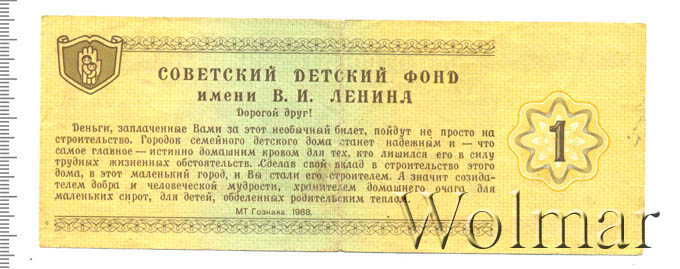 СОВЕТСКИЙ ДЕТСКИЙ ФОНД
имени В. И. ЛЕНИНА
Дорогой друг!
Деньги, заплаченные Вами за этот необычный билет, пойдут не просто на
строительство. Городок семейного детского дома станет надежным и — что
самое главное — истинно домашним кровом для тех, кто лишился его в силу
трудных жизненных обстоятельств. Сделав свой вклад в строительство этого
дома, в этот маленький город, и Вы стали его строителем. А значит созида-
телем добра и человеческой мудрости, хранителем домашнего очага для
маленьких сирот, для детей, обделенных родительским теплом.
МТ Гознака. 1988.
1
Wolmar